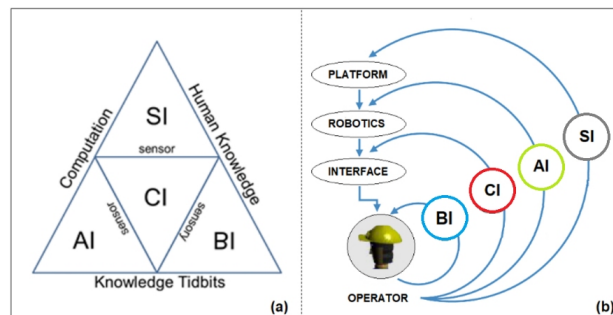 SI
sensor
Computation
Human Knowledge
CI
sensor
sensory
AI
BI
Knowledge Tidbits
(a)
PLATFORM
ROBOTICS
INTERFACE
SI
AI
CI
BI
OPERATOR
(b)